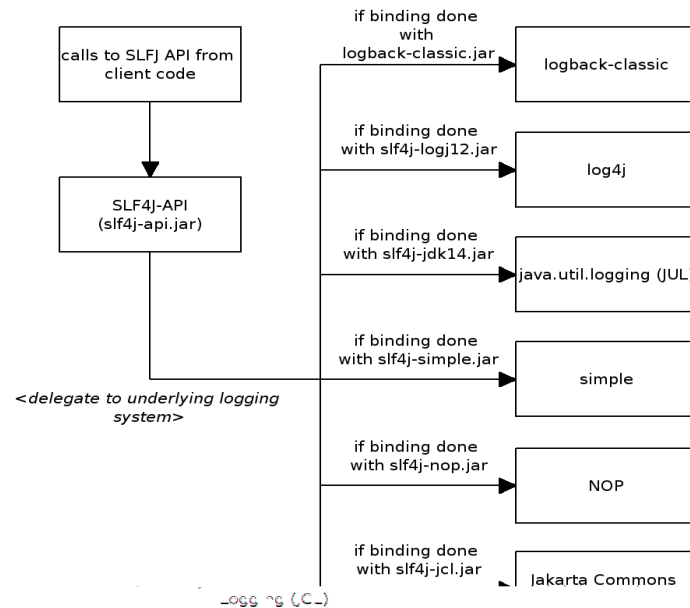 calls to SLFJ API from
client code
SLF4J-API
(slf4j-api.jar)
<delegate to underlying logging
system>
if binding done
with
logback-classic.jar
logback-classic
if binding done
with slf4j-logj12.jar
log4j
if binding done
with slf4j-jdk14.jar
java.util.logging (JUL)
if binding done
with slf4j-simple.jar
simple
if binding done
with slf4j-nop.jar
NOP
if binding done
with slf4j-jcl.jar
Jakarta Commons